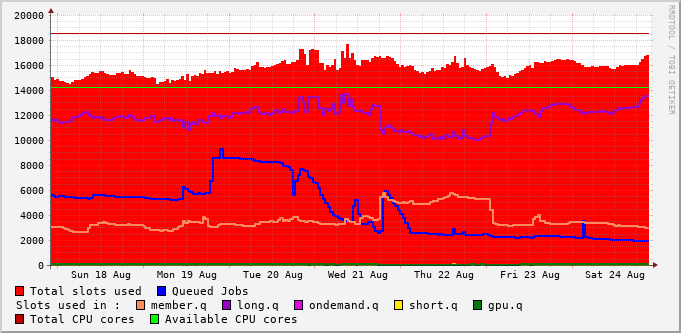 20000
18000
16000
14000
12000
10000
8000
6000
4000
2000
0
Sun 18 Aug Mon 19 Aug Tue 20 Aug Wed 21 Aug Thu 22 Aug Fri 23 Aug Sat 24 Aug
Total slots used Queued Jobs
Slots used in : member.q long.q ondemand.q short.q gpu.q
Total CPU cores Available CPU cores
RRDTOOL / TOBI OETIKER